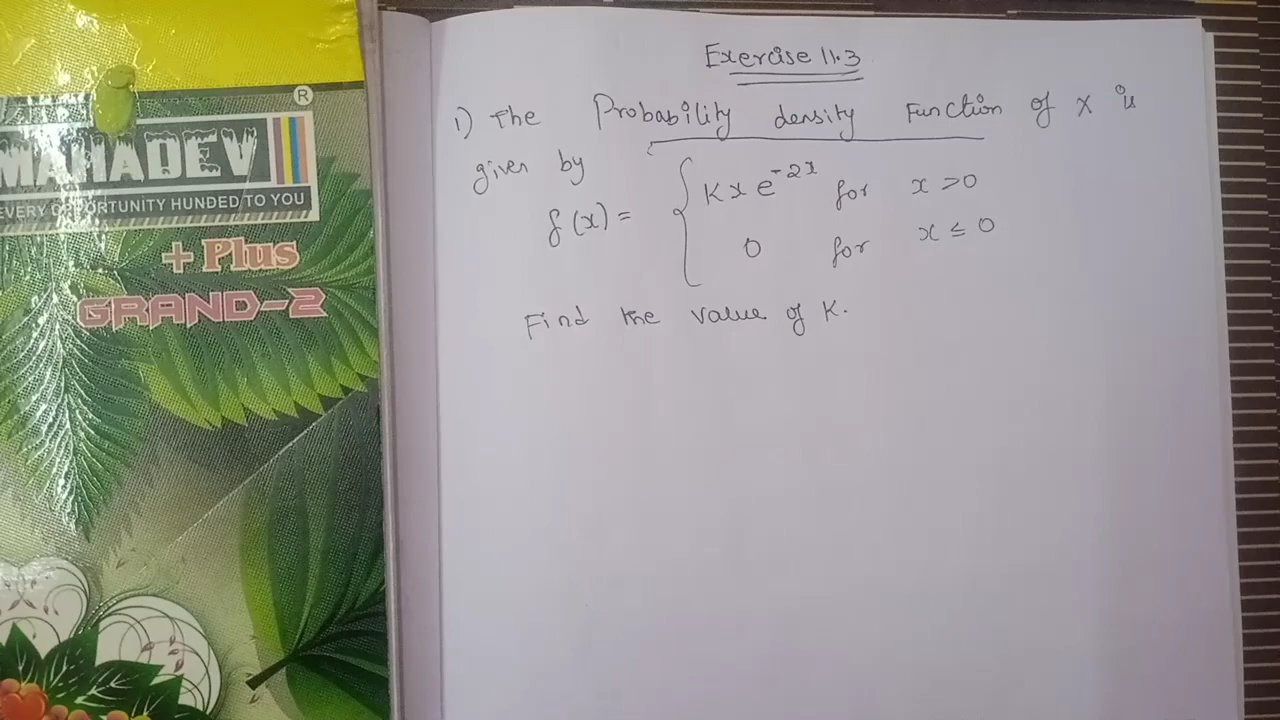 MAHADEV ®
EVERY OPPORTUNITY HUNDED TO YOU
+ Plus
GRAND-2
Exercise 11.3
1) The Probability density Function of X is
given by
f(x) = { K x e^{-2x} for x > 0
0 for x ≤ 0
Find the value of K.